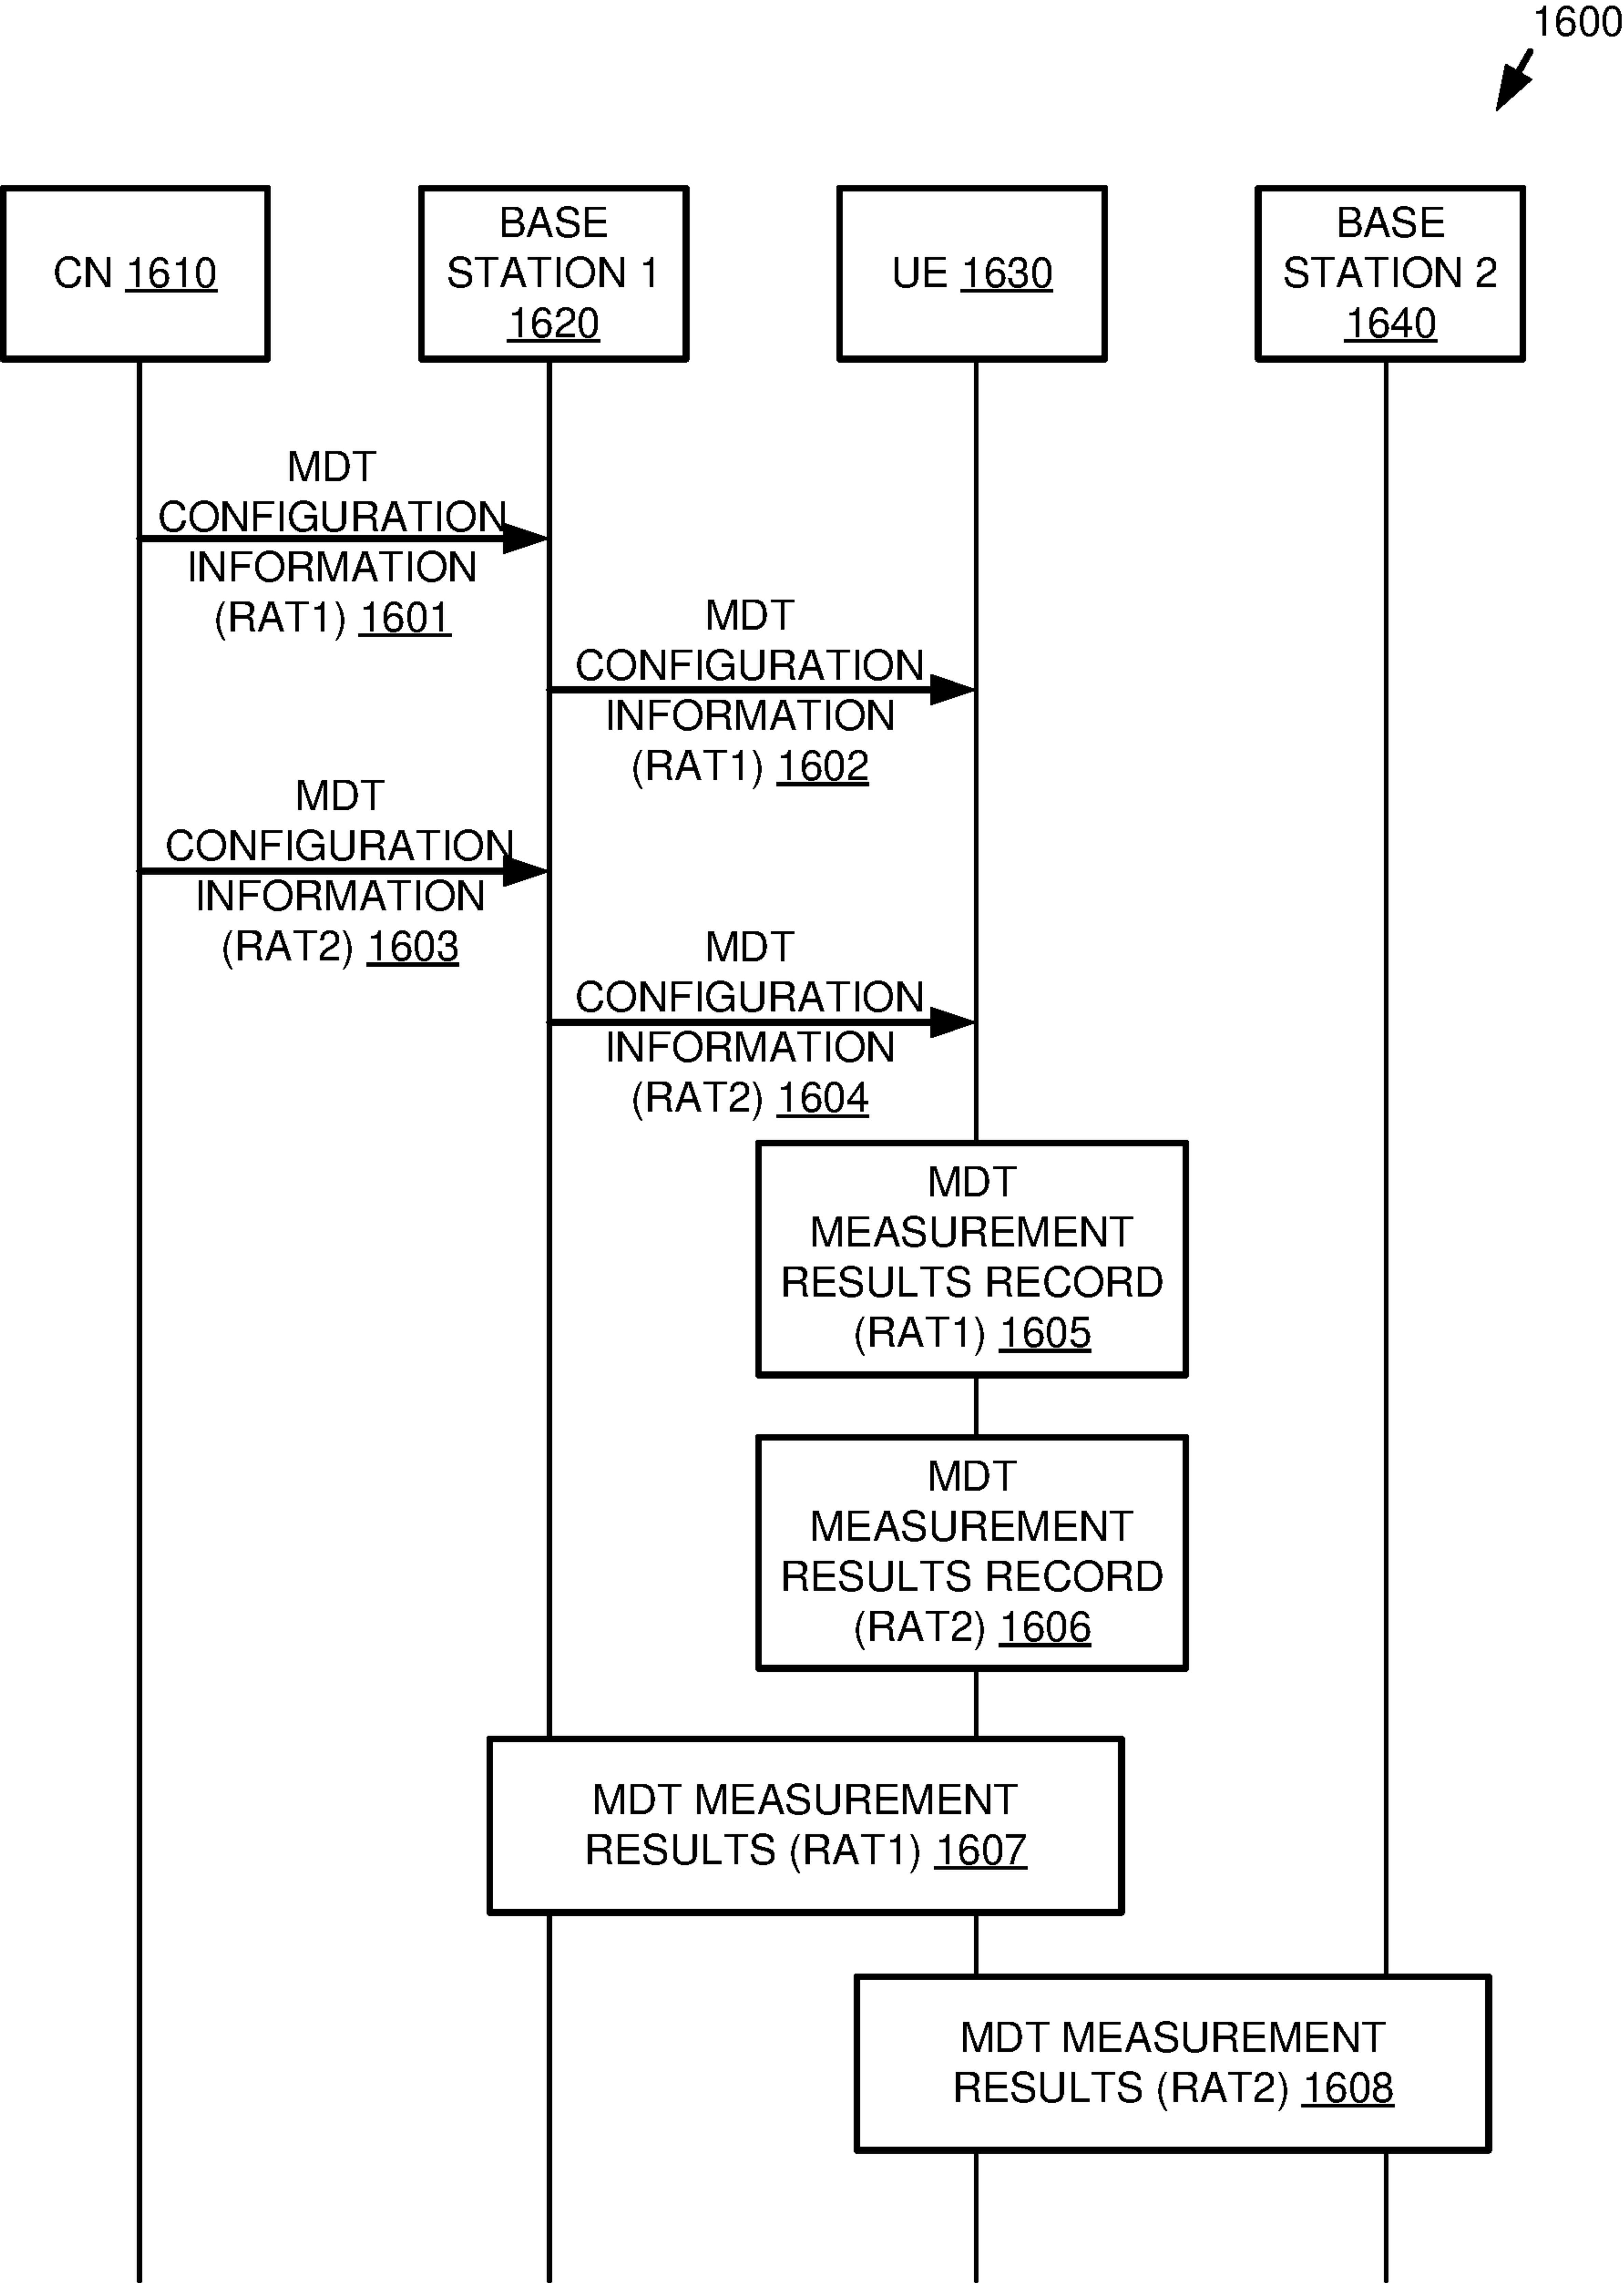 1600
CN 1610
BASE
STATION 1
1620
UE 1630
BASE
STATION 2
1640
MDT
CONFIGURATION
INFORMATION
(RAT1) 1601
MDT
CONFIGURATION
INFORMATION
(RAT1) 1602
MDT
CONFIGURATION
INFORMATION
(RAT2) 1603
MDT
CONFIGURATION
INFORMATION
(RAT2) 1604
MDT
MEASUREMENT
RESULTS RECORD
(RAT1) 1605
MDT
MEASUREMENT
RESULTS RECORD
(RAT2) 1606
MDT MEASUREMENT
RESULTS (RAT1) 1607
MDT MEASUREMENT
RESULTS (RAT2) 1608